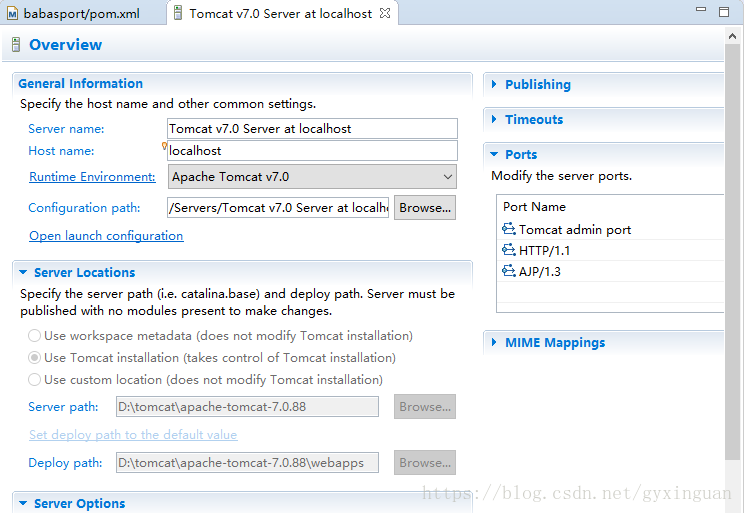 babasport/pom.xml
Tomcat v7.0 Server at localhost
Overview
General Information
Specify the host name and other common settings.
Server name:
Tomcat v7.0 Server at localhost
Host name:
localhost
Runtime Environment:
Apache Tomcat v7.0
Configuration path:
/Servers/Tomcat v7.0 Server at localh
Browse...
Open launch configuration
Server Locations
Specify the server path (i.e. catalina.base) and deploy path. Server must be
published with no modules present to make changes.
Use workspace metadata (does not modify Tomcat installation)
Use Tomcat installation (takes control of Tomcat installation)
Use custom location (does not modify Tomcat installation)
Server path:
D:\tomcat\apache-tomcat-7.0.88
Browse...
Set deploy path to the default value
Deploy path:
D:\tomcat\apache-tomcat-7.0.88\webapps
Browse...
Server Options
Publishing
Timeouts
Ports
Modify the server ports.
Port Name
Tomcat admin port
HTTP/1.1
AJP/1.3
MIME Mappings
https://blog.csdn.net/gyxinguan